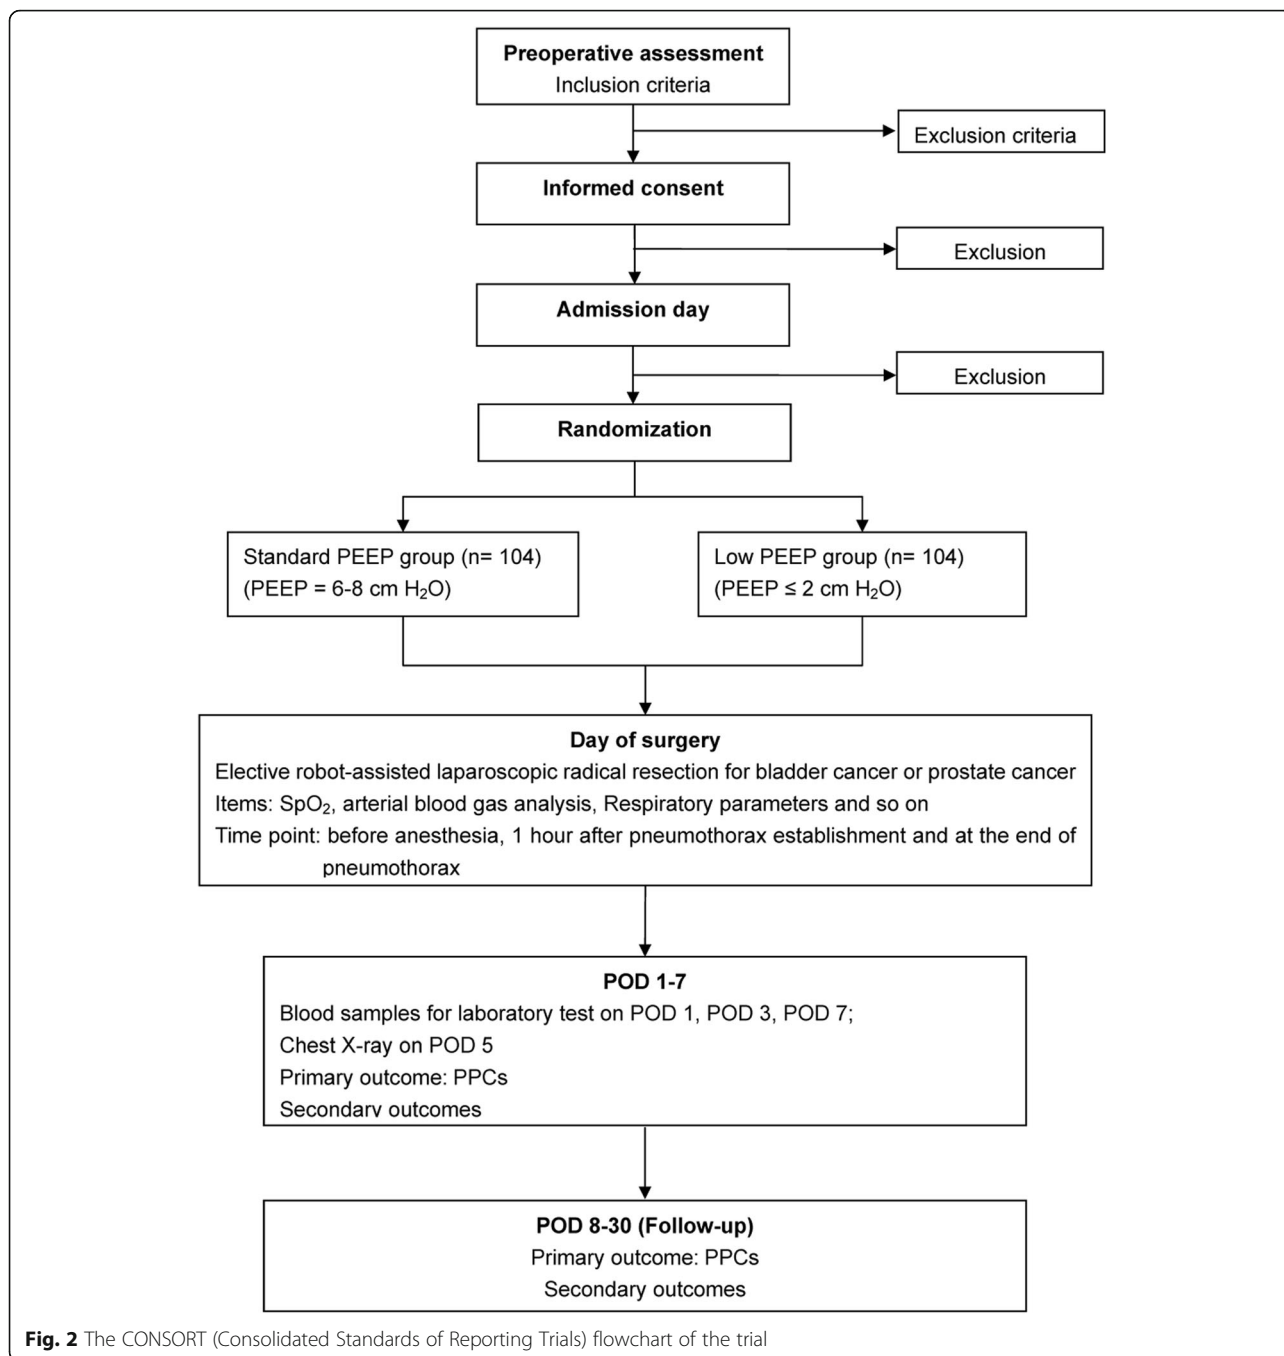 Preoperative assessment
Inclusion criteria
Exclusion criteria
Informed consent
Exclusion
Admission day
Exclusion
Randomization
Standard PEEP group (n= 104)
(PEEP = 6-8 cm H₂O)
Low PEEP group (n= 104)
(PEEP ≤ 2 cm H₂O)
Day of surgery
Elective robot-assisted laparoscopic radical resection for bladder cancer or prostate cancer
Items: SpO₂, arterial blood gas analysis, Respiratory parameters and so on
Time point: before anesthesia, 1 hour after pneumothorax establishment and at the end of
pneumothorax
POD 1-7
Blood samples for laboratory test on POD 1, POD 3, POD 7;
Chest X-ray on POD 5
Primary outcome: PPCs
Secondary outcomes
POD 8-30 (Follow-up)
Primary outcome: PPCs
Secondary outcomes
Fig. 2 The CONSORT (Consolidated Standards of Reporting Trials) flowchart of the trial